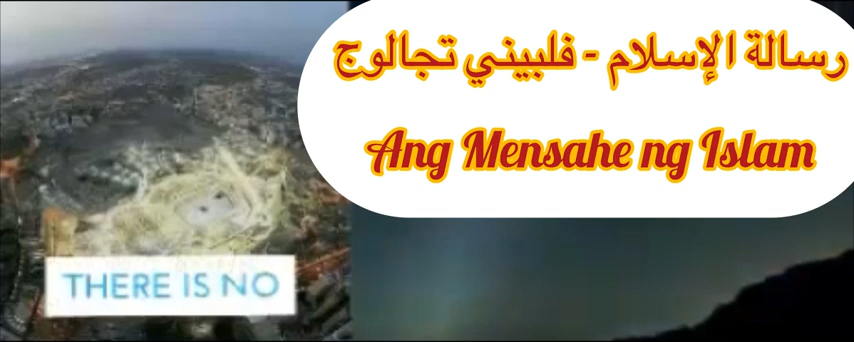 رسالة الإسلام - فلبيني تجالوج
Ang Mensahe ng Islam
THERE IS NO